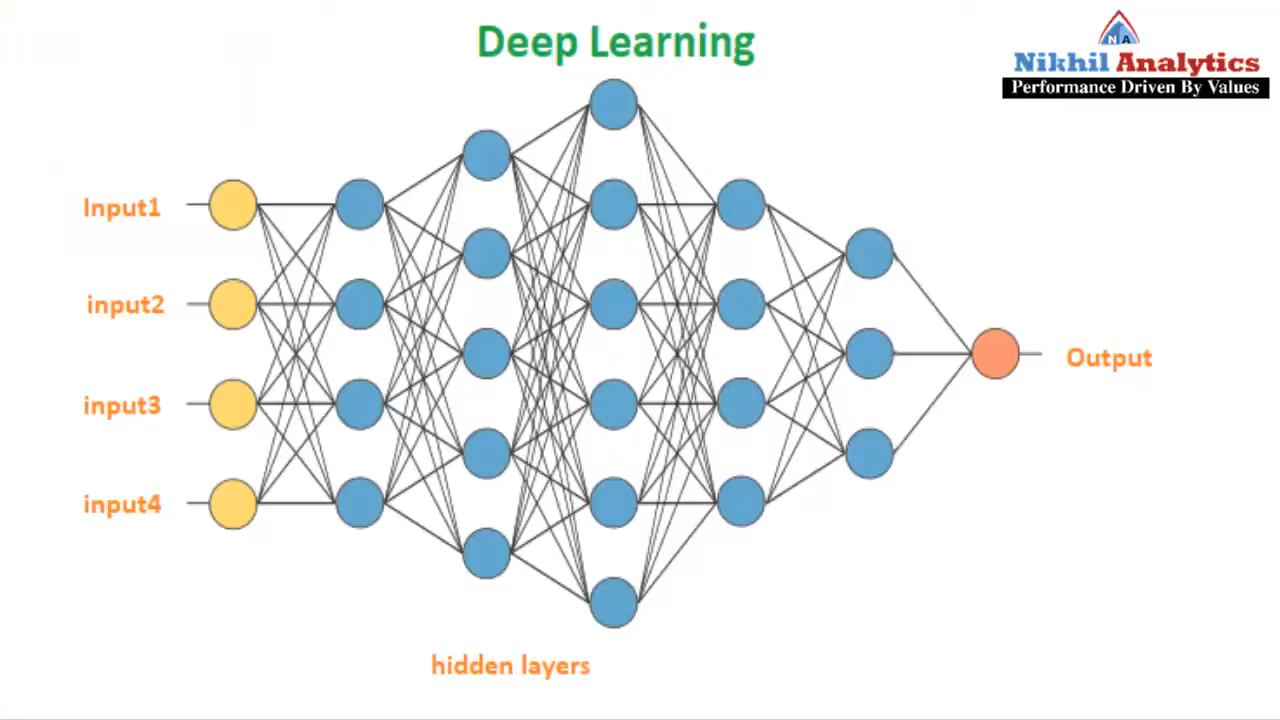 Deep Learning
N A
Nikhil Analytics
Performance Driven By Values
Input1
input2
input3
input4
Output
hidden layers